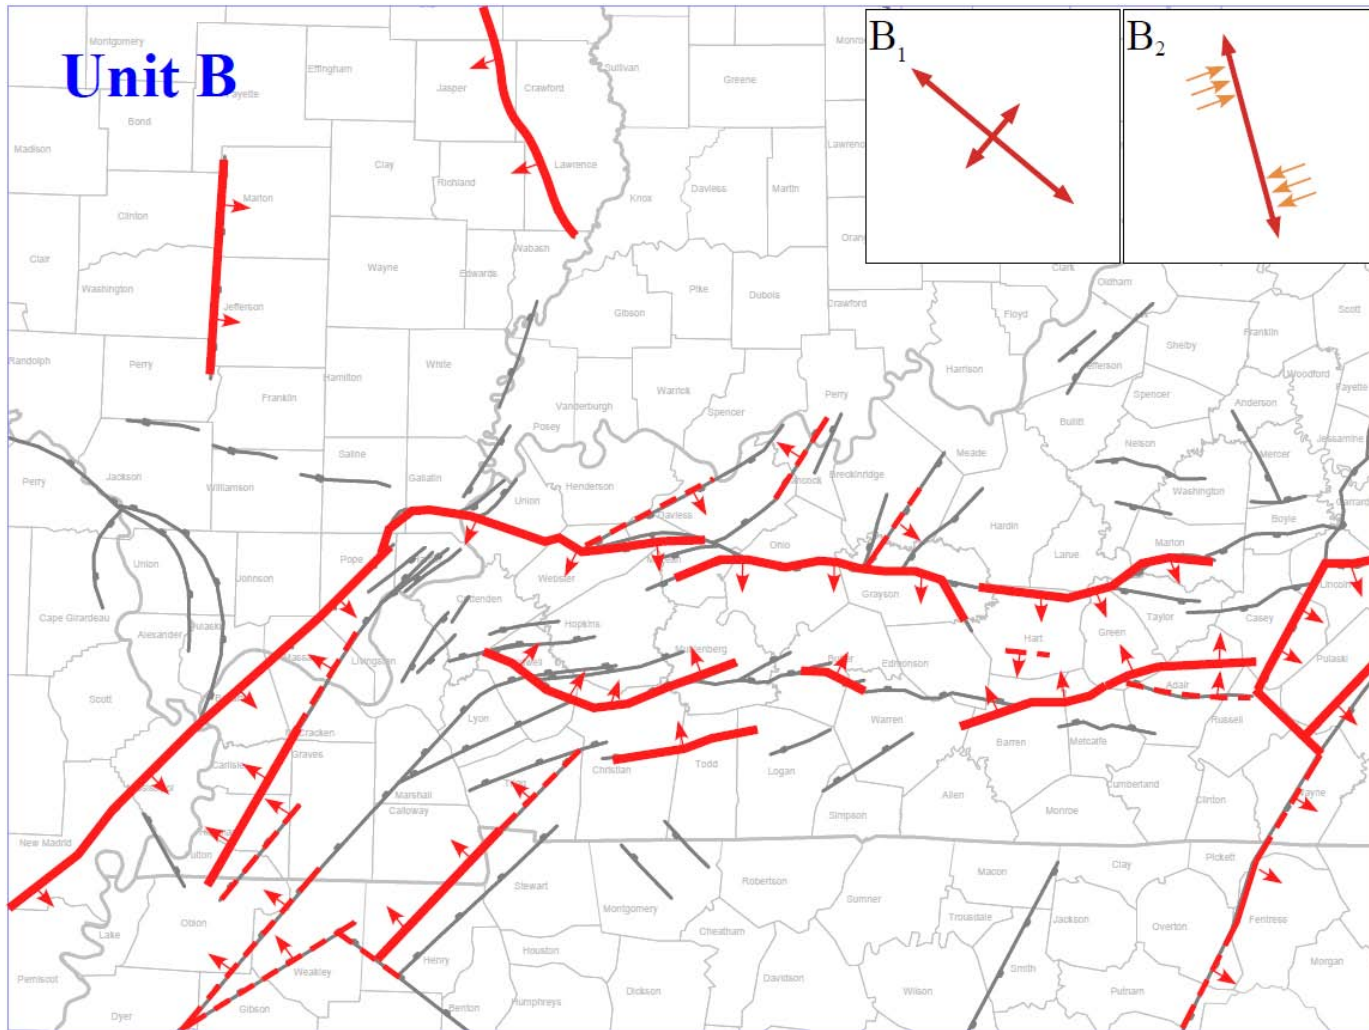 Unit B
B1
B2
Montgomery
Effingham
Jasper
Crawford
Sullivan
Greene
Bond
Madison
Clay
Richland
Lawrence
Knox
Daviess
Martin
Marion
Clinton
Clair
Wayne
Edwards
Wabash
Washington
Jefferson
Gibson
Pike
Dubois
Crawford
Floyd
Clark
Oldham
Scott
Shelby
Franklin
Randolph
Perry
Hamilton
White
Harrison
Woodford
Franklin
Warrick
Perry
Spencer
Anderson
Vanderburgh
Spencer
Posey
Bullitt
Nelson
Jessamine
Saline
Meade
Mercer
Perry
Jackson
Williamson
Gallatin
Breckinridge
Henderson
Union
Washington
Daviess
Hardin
Boyle
Ohio
Larue
Marion
Pope
Union
Johnson
Webster
Grayson
Lincoln
Cape Girardeau
Alexander
Hopkins
Hart
Green
Taylor
Casey
Livingston
Edmonson
Pulaski
Scott
Adair
Lyon
Warren
Russell
Graves
Barren
Metcalfe
Carlisle
Christian
Todd
Logan
Cumberland
Marshall
Allen
Clinton
Calloway
Monroe
Simpson
New Madrid
Pickett
Clay
Macon
Robertson
Stewart
Sumner
Montgomery
Trousdale
Jackson
Overton
Fentress
Obion
Lake
Cheatham
Houston
Henry
Smith
Weakley
Morgan
Pemiscot
Davidson
Dickson
Wilson
Putnam
Gibson
Benton
Humphreys
Dyer